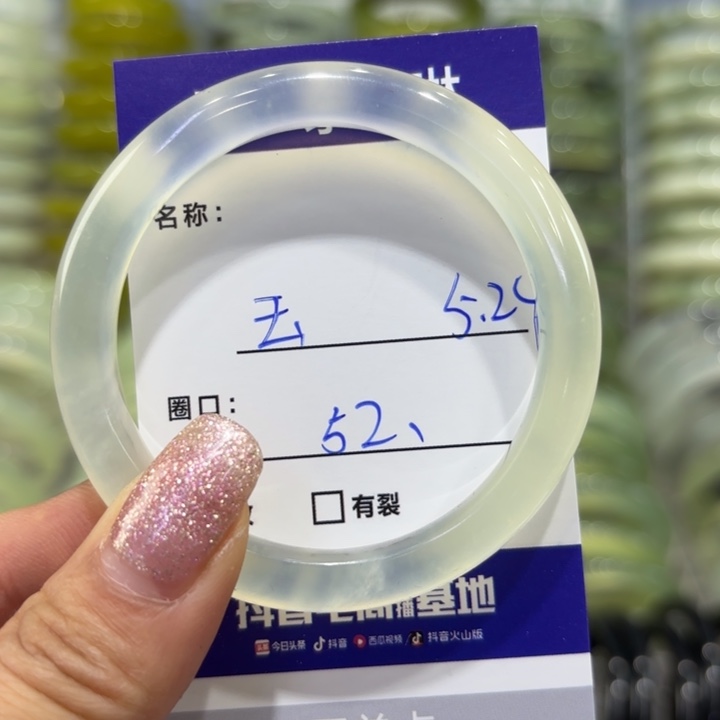 名称:
玉 5.24
圈口:
52、
有裂
抖音电商直播基地
今日头条 抖音 西瓜视频 抖音火山版